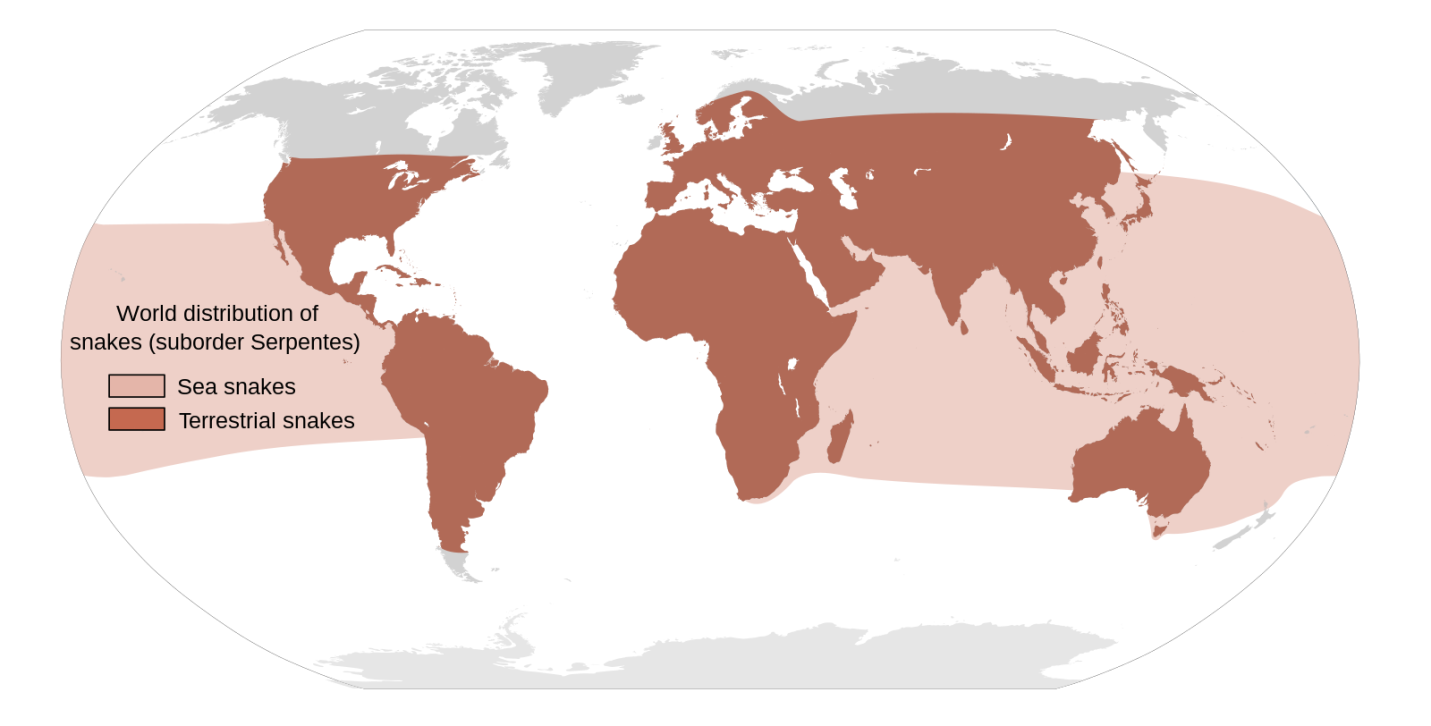 World distribution of
snakes (suborder Serpentes)
Sea snakes
Terrestrial snakes